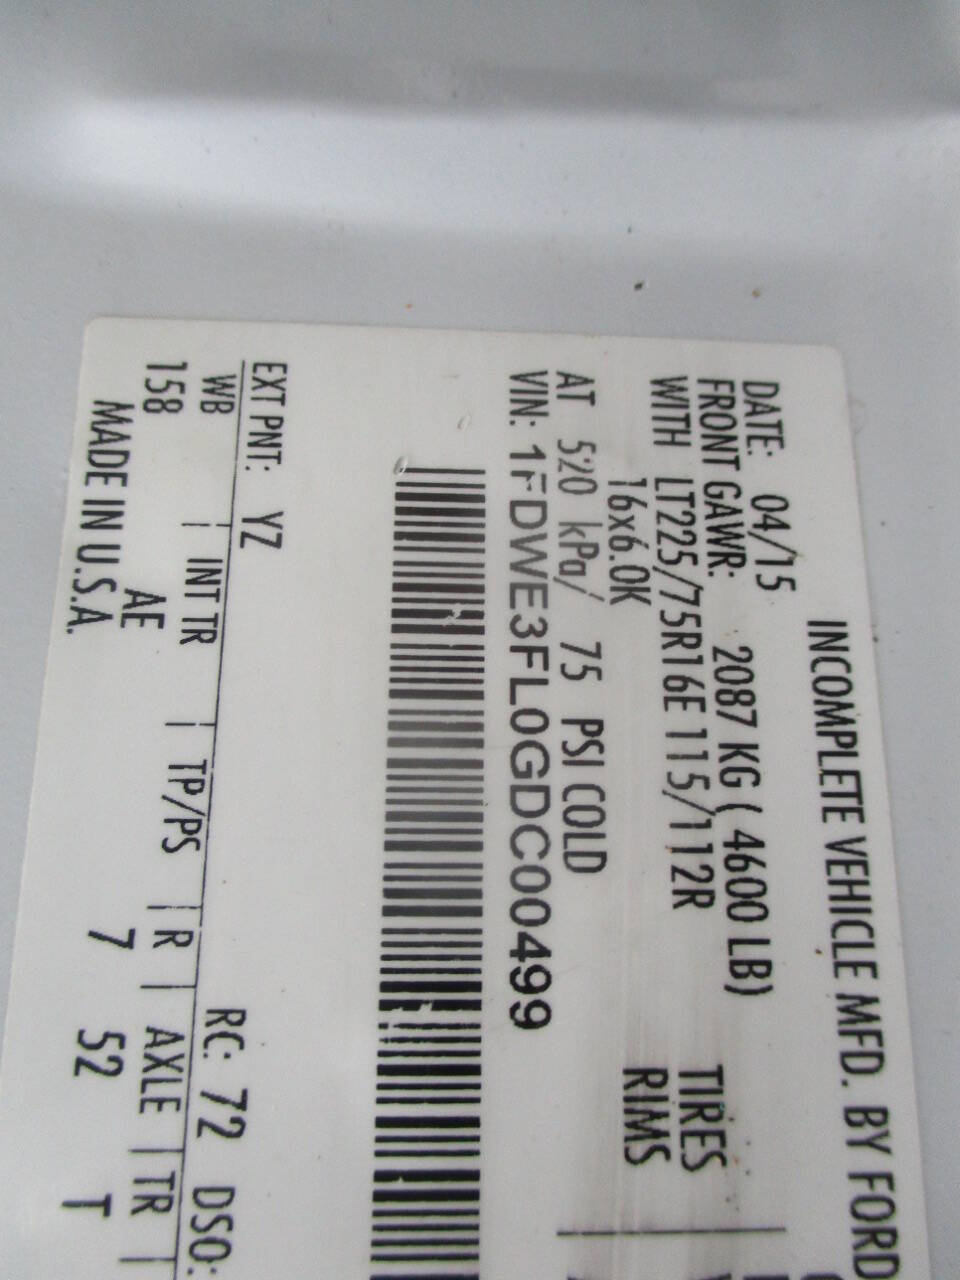 INCOMPLETE VEHICLE MFD. BY FORD
DATE: 04/15
FRONT GAWR: 2087 KG ( 4600 LB)
WITH LT225/75R16E 115/112R TIRES
16x6.0K RIMS
AT 520 kPa/ 75 PSI COLD
VIN: 1FDWE3FL0GDC00499
EXT PNT: YZ RC: 72 DSO:
WB | INT TR | TP/PS | R | AXLE | TR |
158 AE 7 52 T
MADE IN U.S.A.